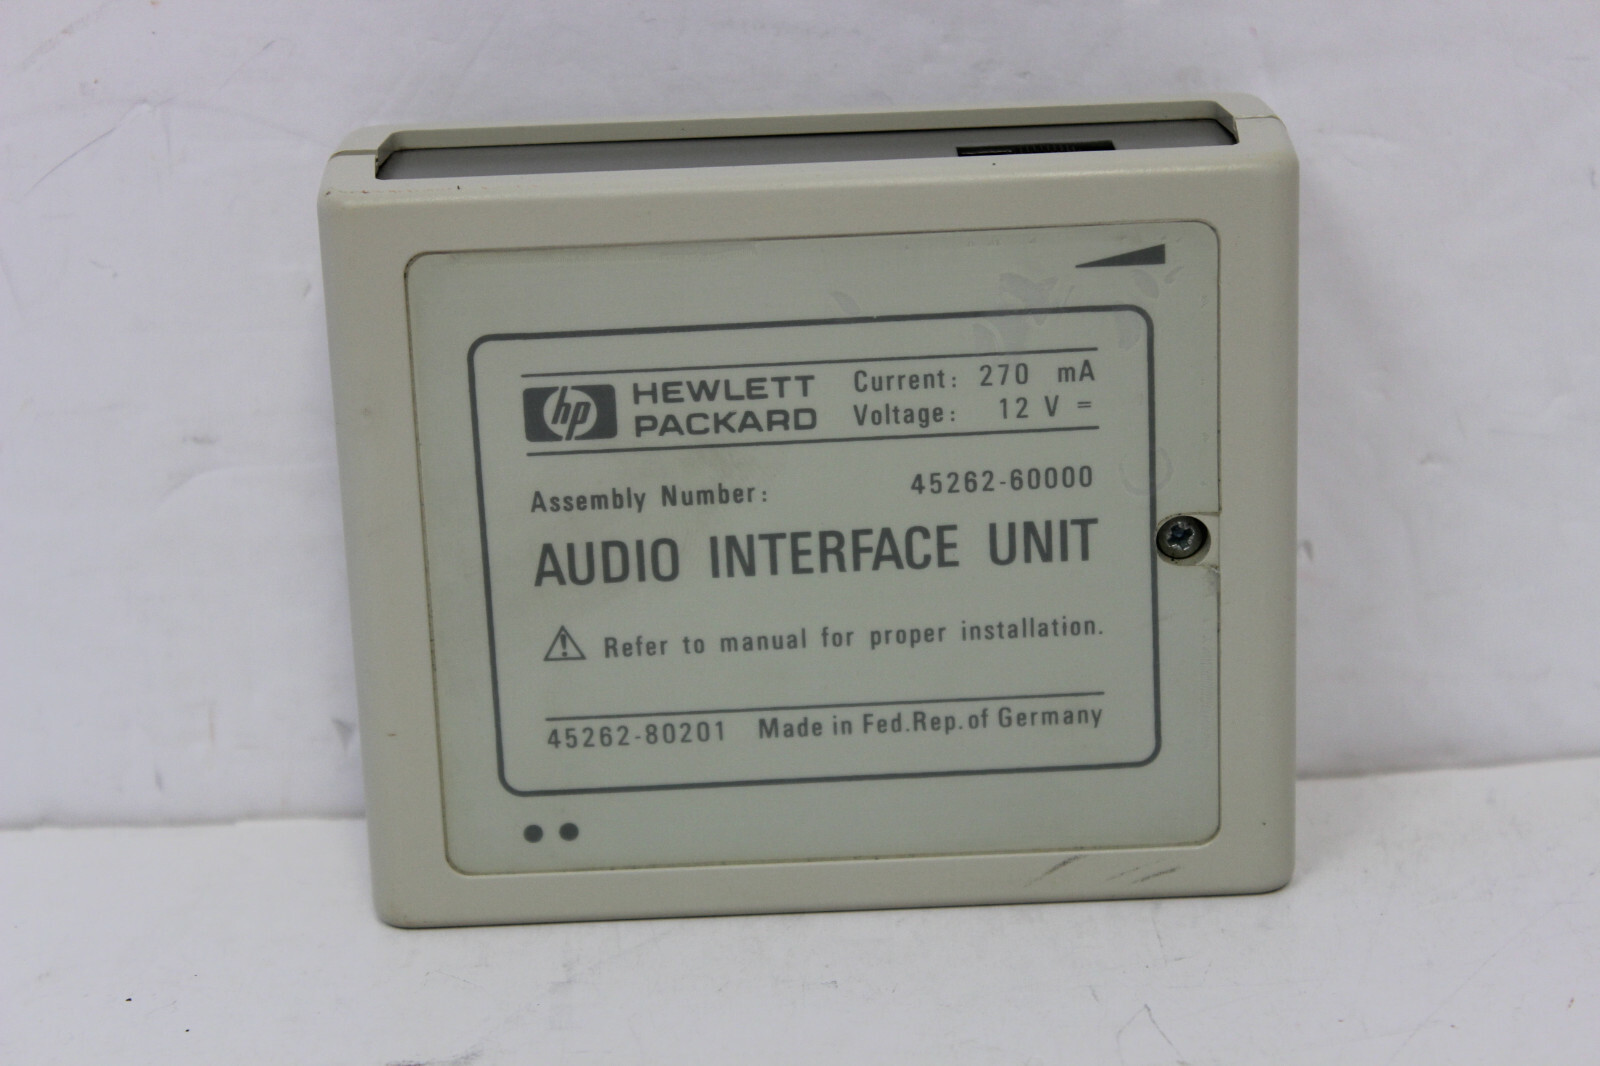 hp HEWLETT PACKARD
Current: 270 mA
Voltage: 12 V =
Assembly Number: 45262-60000
AUDIO INTERFACE UNIT
Refer to manual for proper installation.
45262-80201 Made in Fed.Rep.of Germany